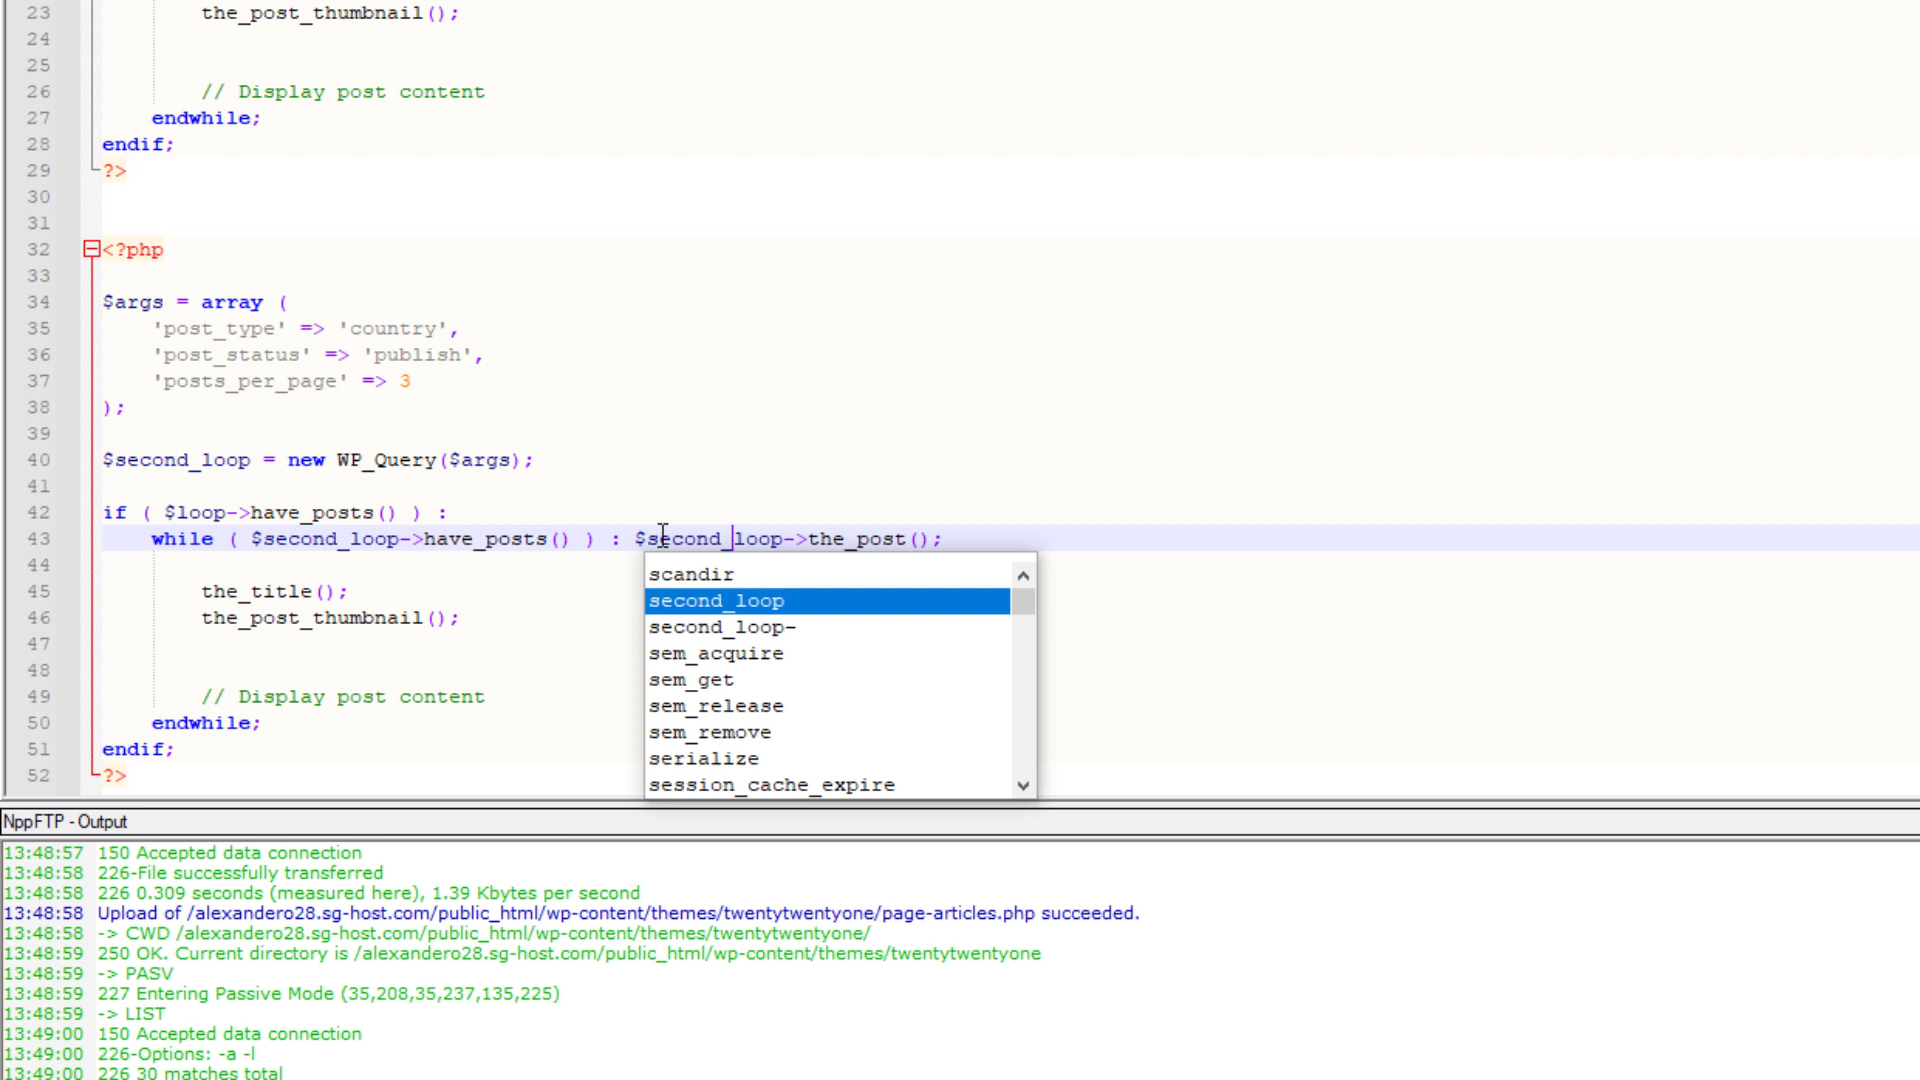 23 the_post_thumbnail();
24
25
26 // Display post content
27 endwhile;
28 endif;
29 ?>
30
31
32 <?php
33
34 $args = array (
35 'post_type' => 'country',
36 'post_status' => 'publish',
37 'posts_per_page' => 3
38 );
39
40 $second_loop = new WP_Query($args);
41
42 if ( $loop->have_posts() ) :
43 while ( $second_loop->have_posts() ) : $second_loop->the_post();
44
45 the_title();
46 the_post_thumbnail();
47
48
49 // Display post content
50 endwhile;
51 endif;
52 ?>
scandir
second_loop
second_loop-
sem_acquire
sem_get
sem_release
sem_remove
serialize
session_cache_expire
NppFTP - Output
13:48:57 150 Accepted data connection
13:48:58 226-File successfully transferred
13:48:58 226 0.309 seconds (measured here), 1.39 Kbytes per second
13:48:58 Upload of /alexandero28.sg-host.com/public_html/wp-content/themes/twentytwentyone/page-articles.php succeeded.
13:48:58 -> CWD /alexandero28.sg-host.com/public_html/wp-content/themes/twentytwentyone/
13:48:59 250 OK. Current directory is /alexandero28.sg-host.com/public_html/wp-content/themes/twentytwentyone
13:48:59 -> PASV
13:48:59 227 Entering Passive Mode (35,208,35,237,135,225)
13:48:59 -> LIST
13:49:00 150 Accepted data connection
13:49:00 226-Options: -a -l
13:49:00 226 30 matches total